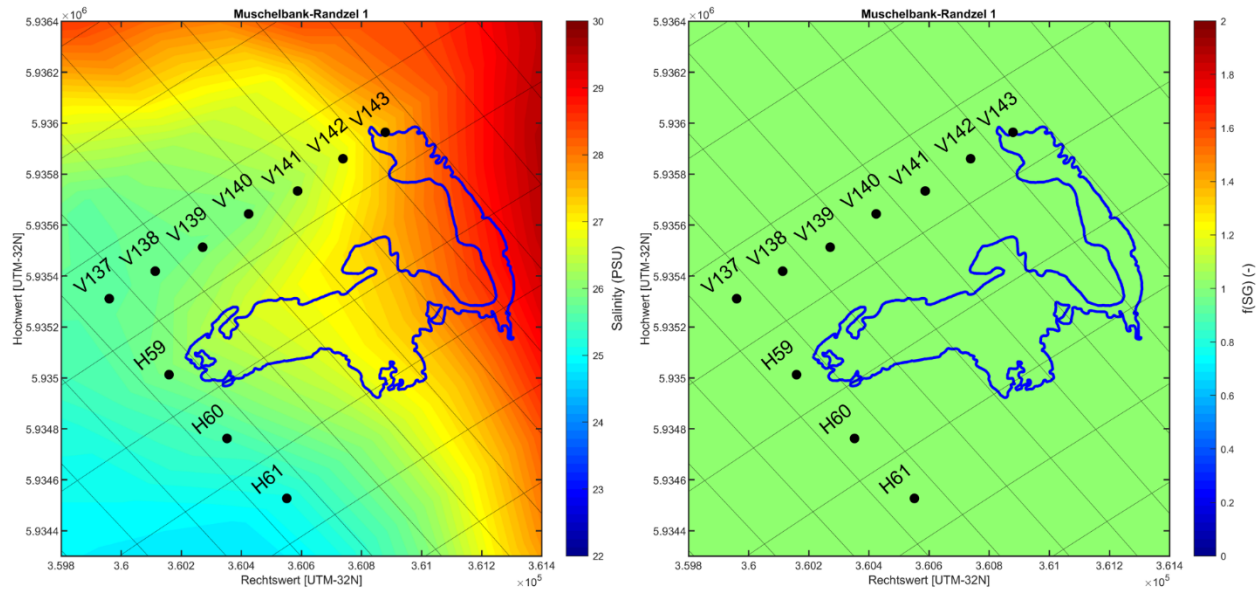 Muschelbank-Randzel 1
×10⁶
5.9364
5.9362
5.936
5.9358
5.9356
5.9354
5.9352
5.935
5.9348
5.9346
5.9344
Hochwert [UTM-32N]
V137
V138
V139
V140
V141
V142
V143
H59
H60
H61
3.598
3.6
3.602
3.604
3.606
3.608
3.61
3.612
3.614
Rechtswert [UTM-32N]
×10⁵
30
29
28
27
26
25
24
23
22
Salinity (PSU)
Muschelbank-Randzel 1
×10⁶
5.9364
5.9362
5.936
5.9358
5.9356
5.9354
5.9352
5.935
5.9348
5.9346
5.9344
Hochwert [UTM-32N]
V137
V138
V139
V140
V141
V142
V143
H59
H60
H61
3.598
3.6
3.602
3.604
3.606
3.608
3.61
3.612
3.614
Rechtswert [UTM-32N]
×10⁵
2
1.8
1.6
1.4
1.2
1
0.8
0.6
0.4
0.2
0
f(SG) (-)